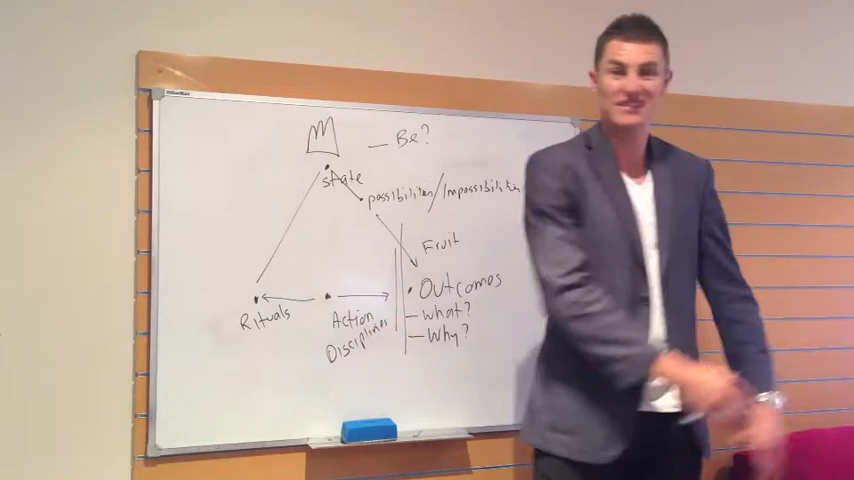 — Be?
state
possibilities/Impossibilities
Fruit
Outcomes
Rituals
Action
Disciplines
– what?
– Why?